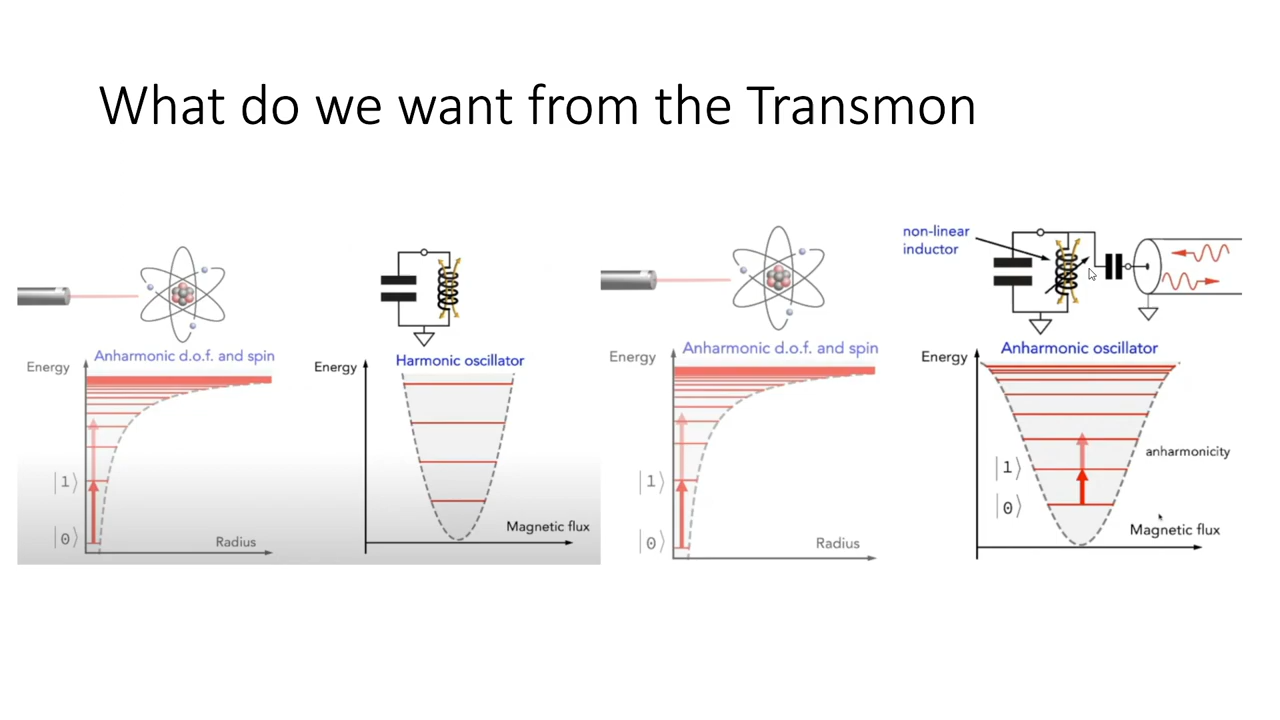 What do we want from the Transmon
Anharmonic d.o.f. and spin
Energy
|1⟩
|0⟩
Radius
Harmonic oscillator
Energy
Magnetic flux
Anharmonic d.o.f. and spin
Energy
|1⟩
|0⟩
Radius
non-linear
inductor
Anharmonic oscillator
Energy
anharmonicity
|1⟩
|0⟩
Magnetic flux